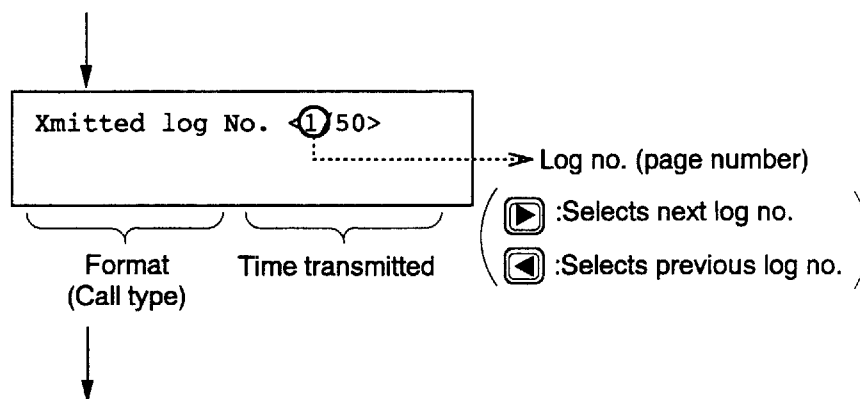 Xmitted log No. <1/50>
Log no. (page number)
:Selects next log no.
:Selects previous log no.
Format
(Call type)
Time transmitted